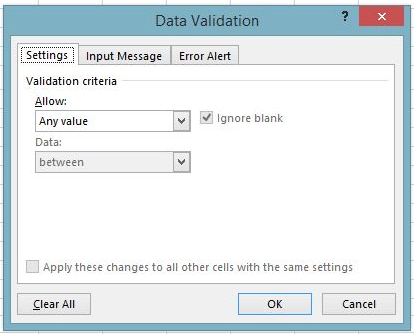 Data Validation ?
Settings Input Message Error Alert
Validation criteria
Allow:
Any value Ignore blank
Data:
between
Apply these changes to all other cells with the same settings
Clear All OK Cancel